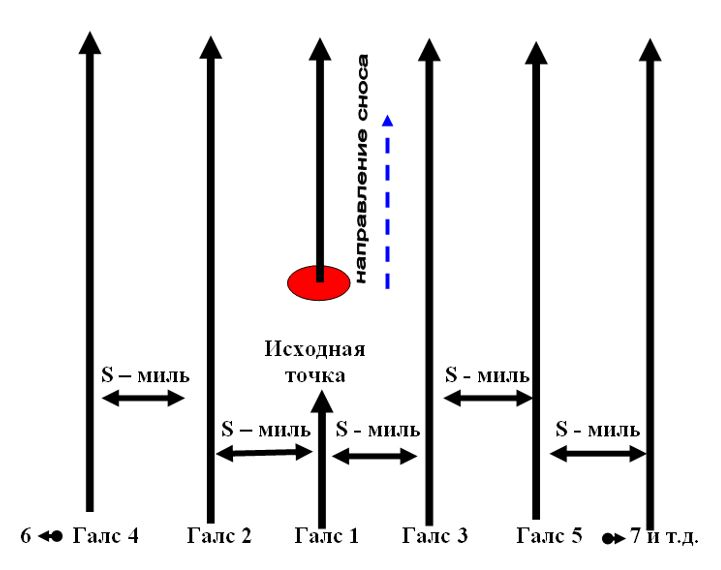 направление сноса
Исходная
точка
S – миль
S - миль
S – миль
S - миль
S - миль
6
Галс 4
Галс 2
Галс 1
Галс 3
Галс 5
7 и т.д.